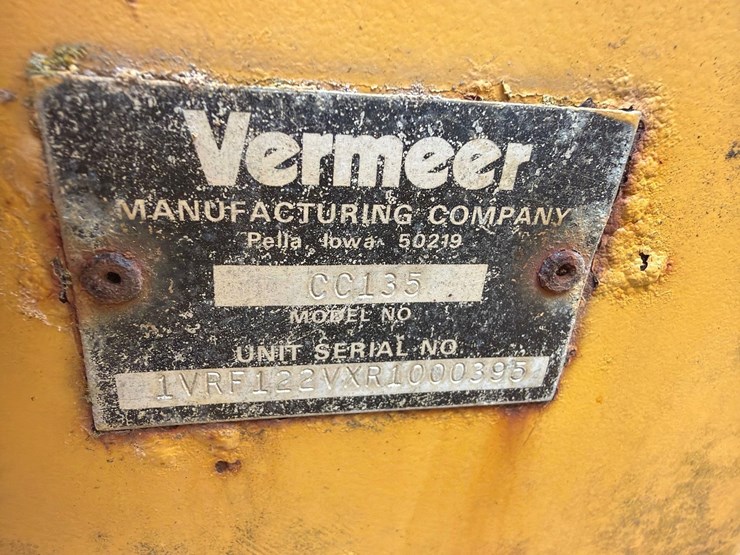 Vermeer
MANUFACTURING COMPANY
Pella, Iowa 50219
CC135
MODEL NO
UNIT SERIAL NO
1VRF122VXR1000395